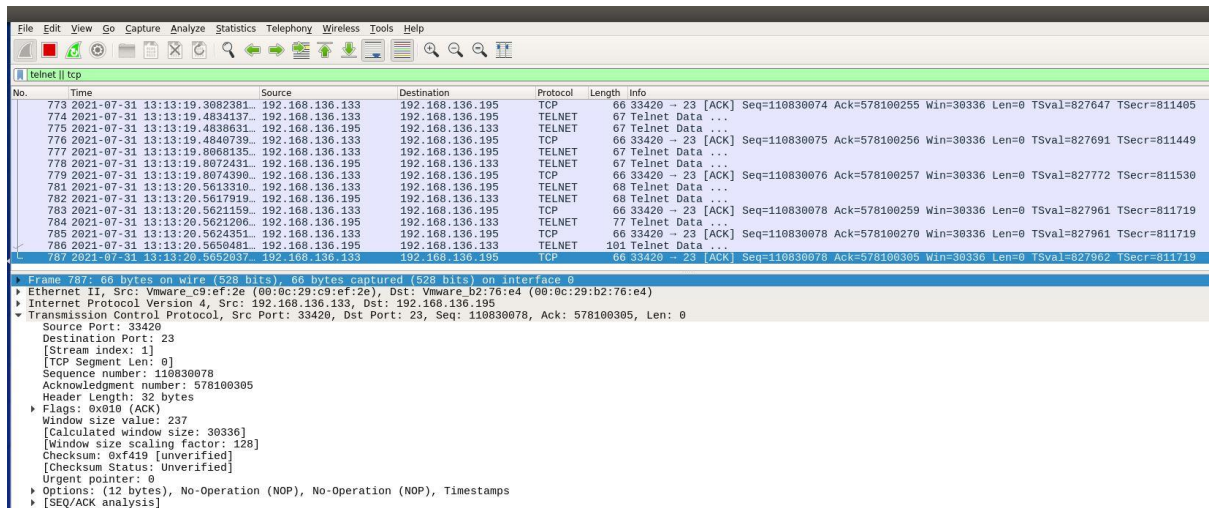 File Edit View Go Capture Analyze Statistics Telephony Wireless Tools Help
telnet || tcp
No. Time Source Destination Protocol Length Info
773 2021-07-31 13:13:19.3082381… 192.168.136.133 192.168.136.195 TCP 66 33420 → 23 [ACK] Seq=110830074 Ack=578100255 Win=30336 Len=0 TSval=827647 TSecr=811405
774 2021-07-31 13:13:19.4834137… 192.168.136.133 192.168.136.195 TELNET 67 Telnet Data ...
775 2021-07-31 13:13:19.4838631… 192.168.136.195 192.168.136.133 TELNET 67 Telnet Data ...
776 2021-07-31 13:13:19.4840739… 192.168.136.133 192.168.136.195 TCP 66 33420 → 23 [ACK] Seq=110830075 Ack=578100256 Win=30336 Len=0 TSval=827691 TSecr=811449
777 2021-07-31 13:13:19.8068135… 192.168.136.133 192.168.136.195 TELNET 67 Telnet Data ...
778 2021-07-31 13:13:19.8072431… 192.168.136.195 192.168.136.133 TELNET 67 Telnet Data ...
779 2021-07-31 13:13:19.8074390… 192.168.136.133 192.168.136.195 TCP 66 33420 → 23 [ACK] Seq=110830076 Ack=578100257 Win=30336 Len=0 TSval=827772 TSecr=811530
781 2021-07-31 13:13:20.5613310… 192.168.136.133 192.168.136.195 TELNET 68 Telnet Data ...
782 2021-07-31 13:13:20.5617919… 192.168.136.195 192.168.136.133 TELNET 68 Telnet Data ...
783 2021-07-31 13:13:20.5621159… 192.168.136.133 192.168.136.195 TCP 66 33420 → 23 [ACK] Seq=110830078 Ack=578100259 Win=30336 Len=0 TSval=827961 TSecr=811719
784 2021-07-31 13:13:20.5621206… 192.168.136.195 192.168.136.133 TELNET 77 Telnet Data ...
785 2021-07-31 13:13:20.5624351… 192.168.136.133 192.168.136.195 TCP 66 33420 → 23 [ACK] Seq=110830078 Ack=578100270 Win=30336 Len=0 TSval=827961 TSecr=811719
786 2021-07-31 13:13:20.5650481… 192.168.136.195 192.168.136.133 TELNET 101 Telnet Data ...
787 2021-07-31 13:13:20.5652037… 192.168.136.133 192.168.136.195 TCP 66 33420 → 23 [ACK] Seq=110830078 Ack=578100305 Win=30336 Len=0 TSval=827962 TSecr=811719
Frame 787: 66 bytes on wire (528 bits), 66 bytes captured (528 bits) on interface 0
Ethernet II, Src: Vmware_c9:ef:2e (00:0c:29:c9:ef:2e), Dst: Vmware_b2:76:e4 (00:0c:29:b2:76:e4)
Internet Protocol Version 4, Src: 192.168.136.133, Dst: 192.168.136.195
Transmission Control Protocol, Src Port: 33420, Dst Port: 23, Seq: 110830078, Ack: 578100305, Len: 0
Source Port: 33420
Destination Port: 23
[Stream index: 1]
[TCP Segment Len: 0]
Sequence number: 110830078
Acknowledgment number: 578100305
Header Length: 32 bytes
Flags: 0x010 (ACK)
Window size value: 237
[Calculated window size: 30336]
[Window size scaling factor: 128]
Checksum: 0xf419 [unverified]
[Checksum Status: Unverified]
Urgent pointer: 0
Options: (12 bytes), No-Operation (NOP), No-Operation (NOP), Timestamps
[SEQ/ACK analysis]